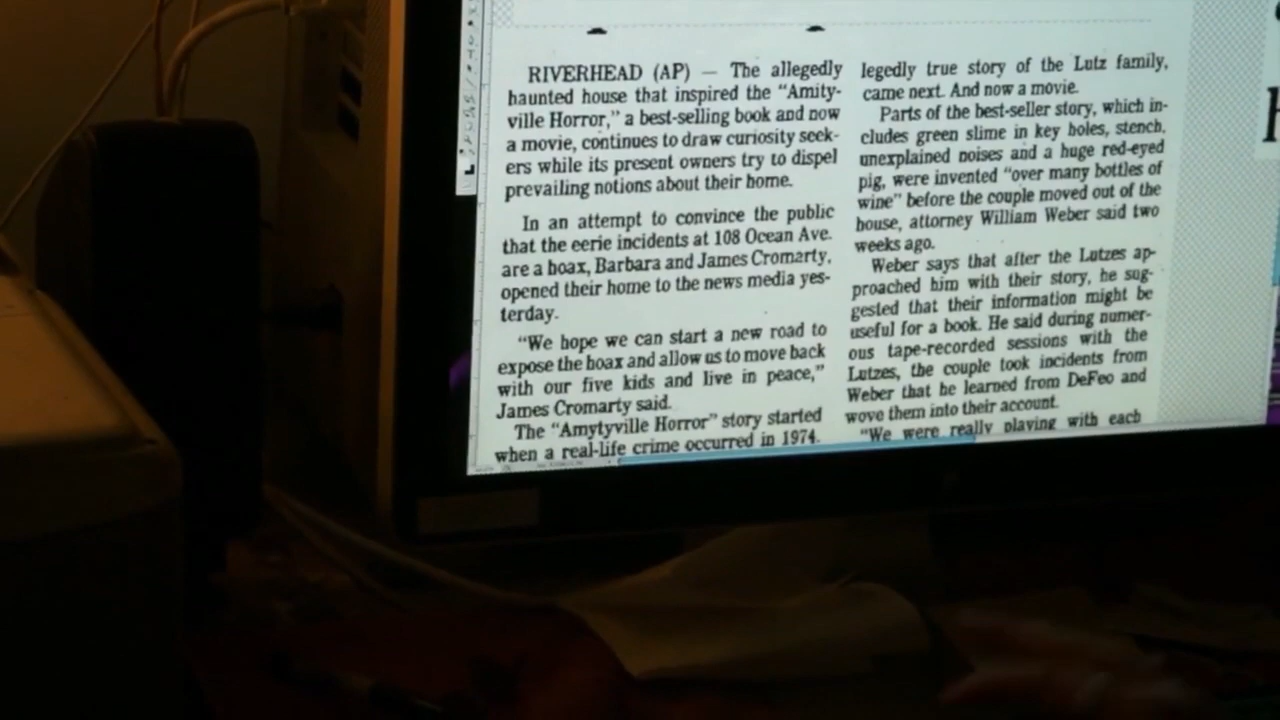 RIVERHEAD (AP) — The allegedly
haunted house that inspired the "Amity-
ville Horror," a best-selling book and now
a movie, continues to draw curiosity seek-
ers while its present owners try to dispel
prevailing notions about their home.
In an attempt to convince the public
that the eerie incidents at 108 Ocean Ave.
are a hoax, Barbara and James Cromarty,
opened their home to the news media yes-
terday.
"We hope we can start a new road to
expose the hoax and allow us to move back
with our five kids and live in peace,"
James Cromarty said.
The "Amytyville Horror" story started
when a real-life crime occurred in 1974.
legedly true story of the Lutz family,
came next. And now a movie.
Parts of the best-seller story, which in-
cludes green slime in key holes, stench,
unexplained noises and a huge red-eyed
pig, were invented "over many bottles of
wine" before the couple moved out of the
house, attorney William Weber said two
weeks ago.
Weber says that after the Lutzes ap-
proached him with their story, he sug-
gested that their information might be
useful for a book. He said during numer-
ous tape-recorded sessions with the
Lutzes, the couple took incidents from
Weber that he learned from DeFeo and
wove them into their account.
"We were really playing with each